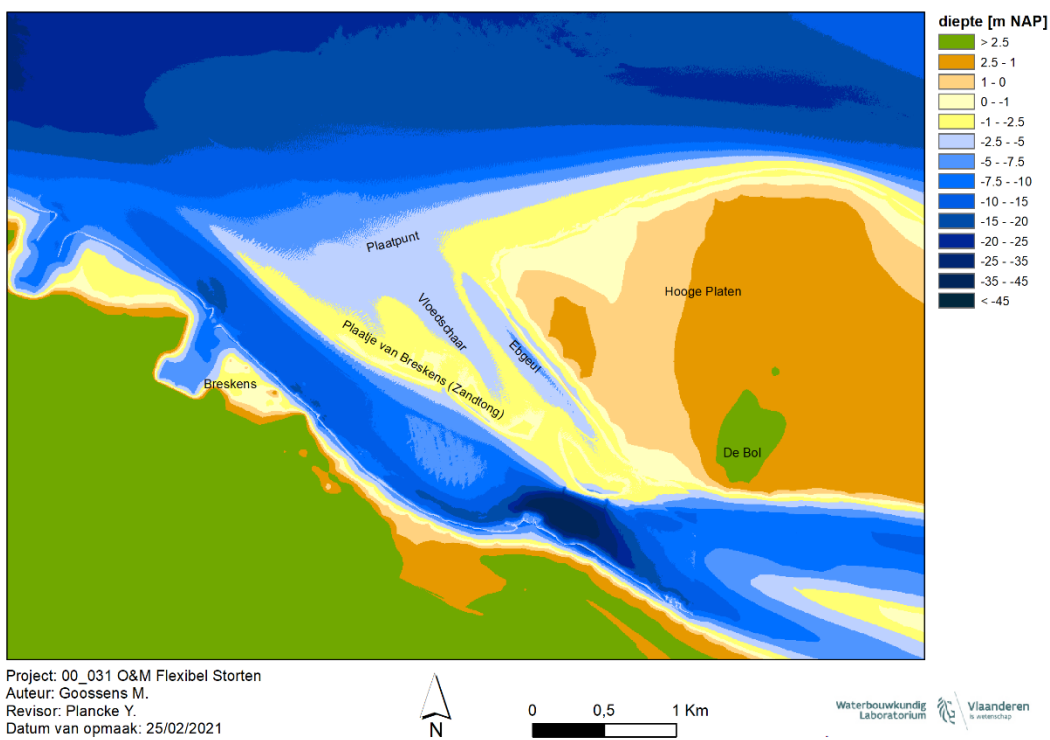 diepte [m NAP]
> 2.5
2.5 - 1
1 - 0
0 - -1
-1 - -2.5
-2.5 - -5
-5 - -7.5
-7.5 - -10
-10 - -15
-15 - -20
-20 - -25
-25 - -35
-35 - -45
< -45
Plaatpunt
Hooge Platen
Vloedschaar
Ebgeul
Plaatje van Breskens (Zandtong)
Breskens
De Bol
Project: 00_031 O&M Flexibel Storten
Auteur: Goossens M.
Revisor: Plancke Y.
Datum van opmaak: 25/02/2021
N
0 0,5 1 Km
Waterbouwkundig
Laboratorium
Vlaanderen
is wetenschap